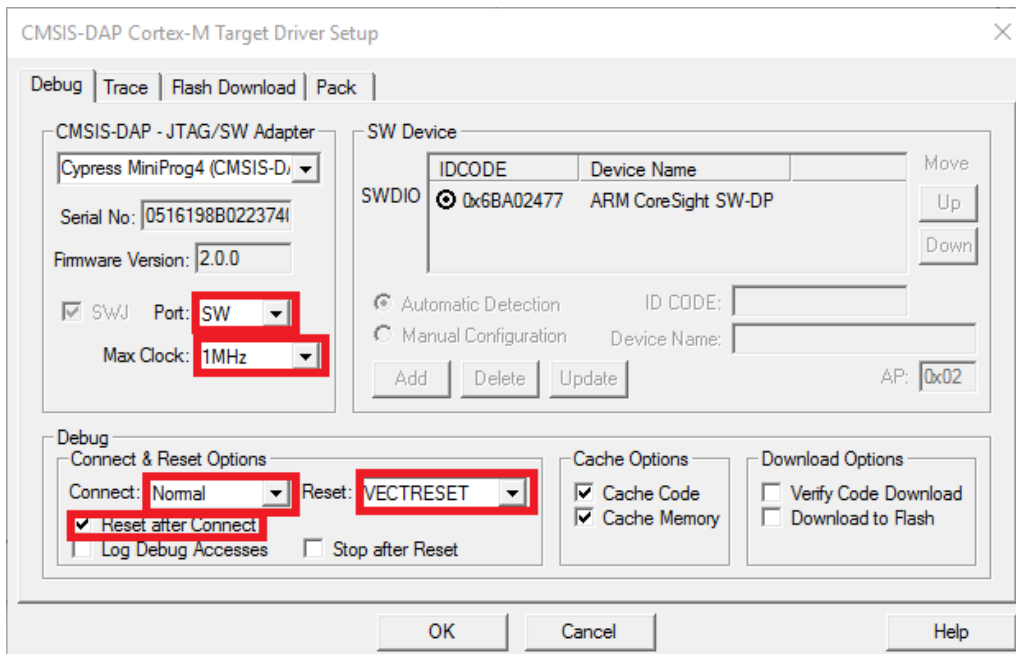 CMSIS-DAP Cortex-M Target Driver Setup
Debug Trace Flash Download Pack
CMSIS-DAP - JTAG/SW Adapter
Cypress MiniProg4 (CMSIS-DA
Serial No: 0516198B0223740
Firmware Version: 2.0.0
SWJ Port: SW
Max Clock: 1MHz
SW Device
IDCODE Device Name
SWDIO 0x6BA02477 ARM CoreSight SW-DP
Move
Up
Down
Automatic Detection ID CODE:
Manual Configuration Device Name:
Add Delete Update AP: 0x02
Debug
Connect & Reset Options
Connect: Normal Reset: VECTRESET
Reset after Connect
Log Debug Accesses Stop after Reset
Cache Options
Cache Code
Cache Memory
Download Options
Verify Code Download
Download to Flash
OK Cancel Help